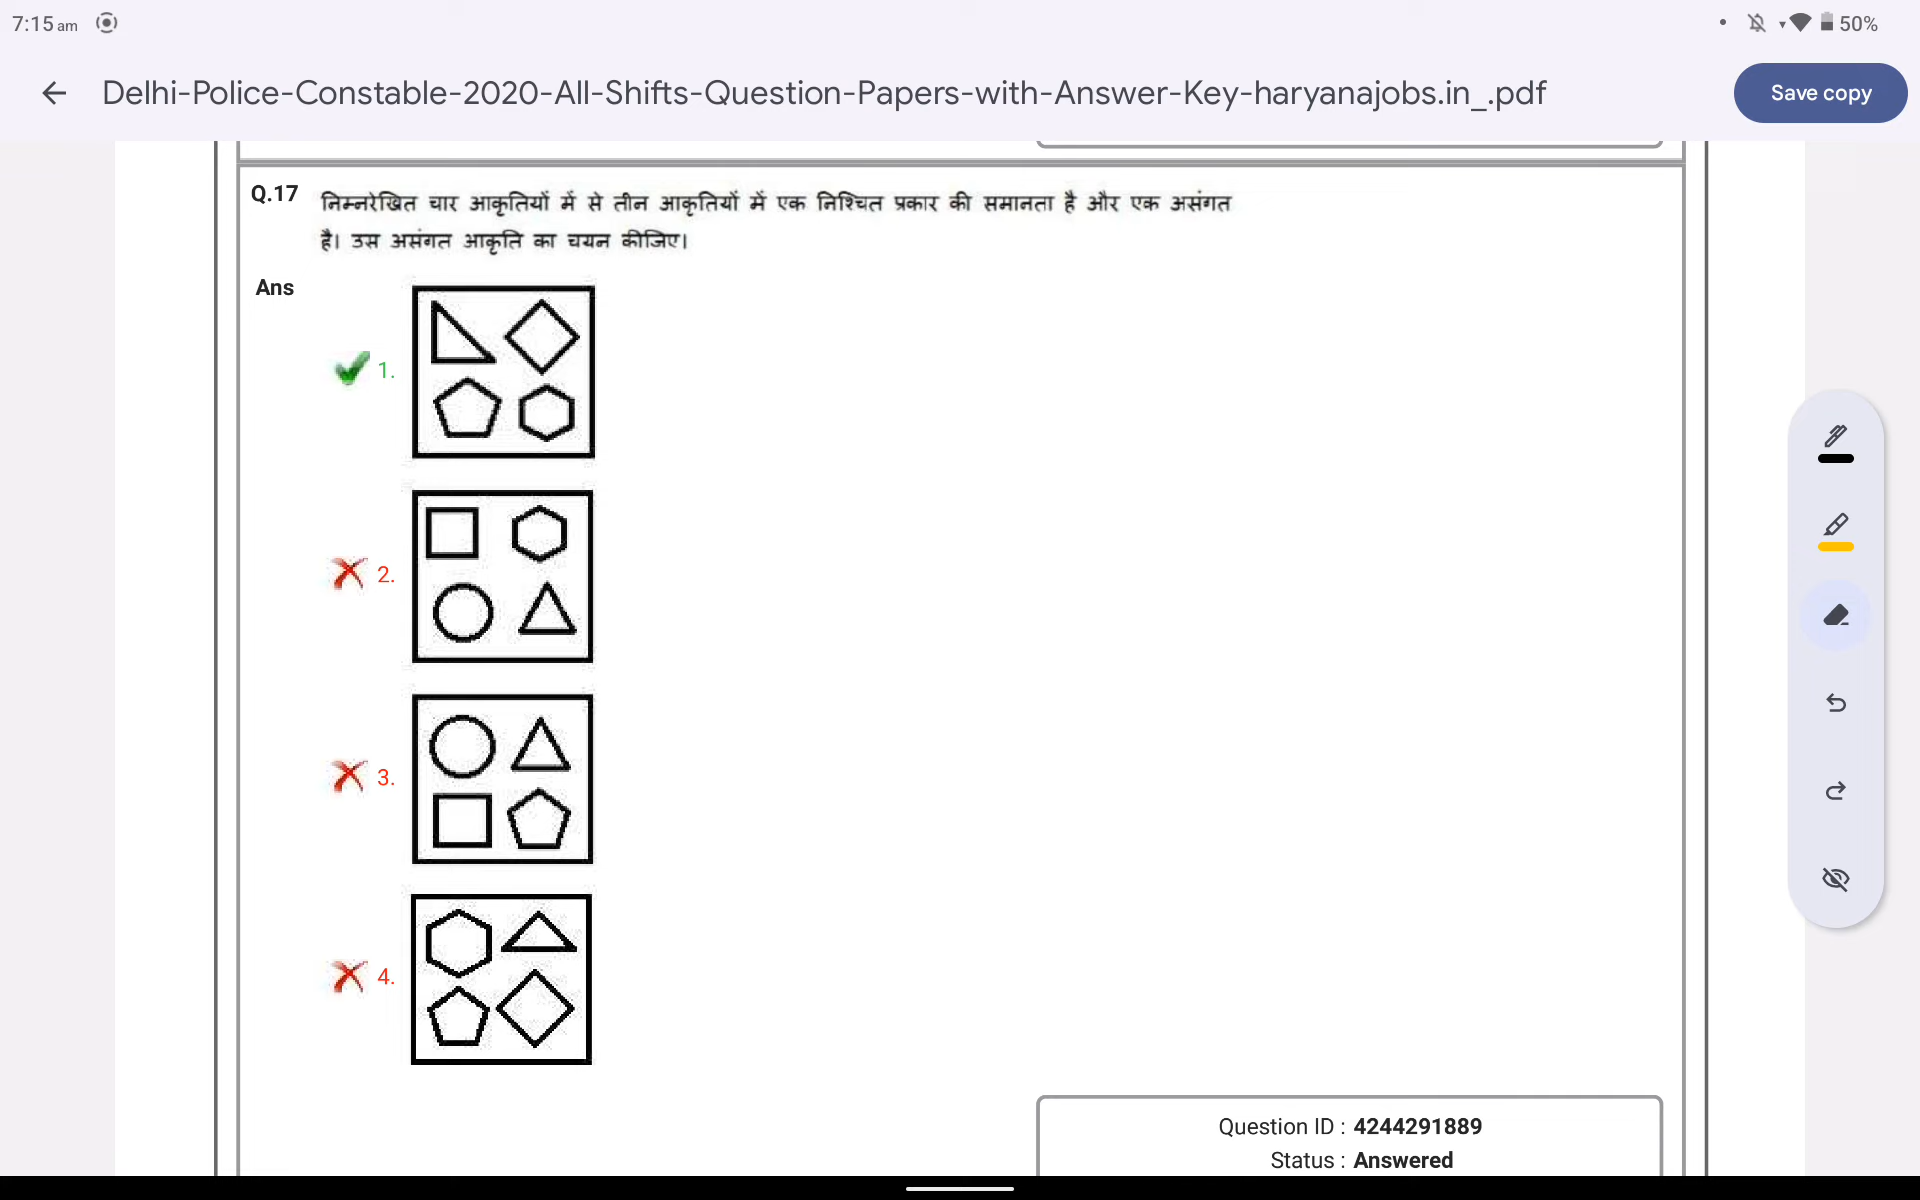 7:15 am
50%
Delhi-Police-Constable-2020-All-Shifts-Question-Papers-with-Answer-Key-haryanajobs.in_.pdf
Save copy
Q.17 निम्नरेखित चार आकृतियों में से तीन आकृतियों में एक निश्चित प्रकार की समानता है और एक असंगत
है। उस असंगत आकृति का चयन कीजिए।
Ans
1.
2.
3.
4.
Question ID : 4244291889
Status : Answered